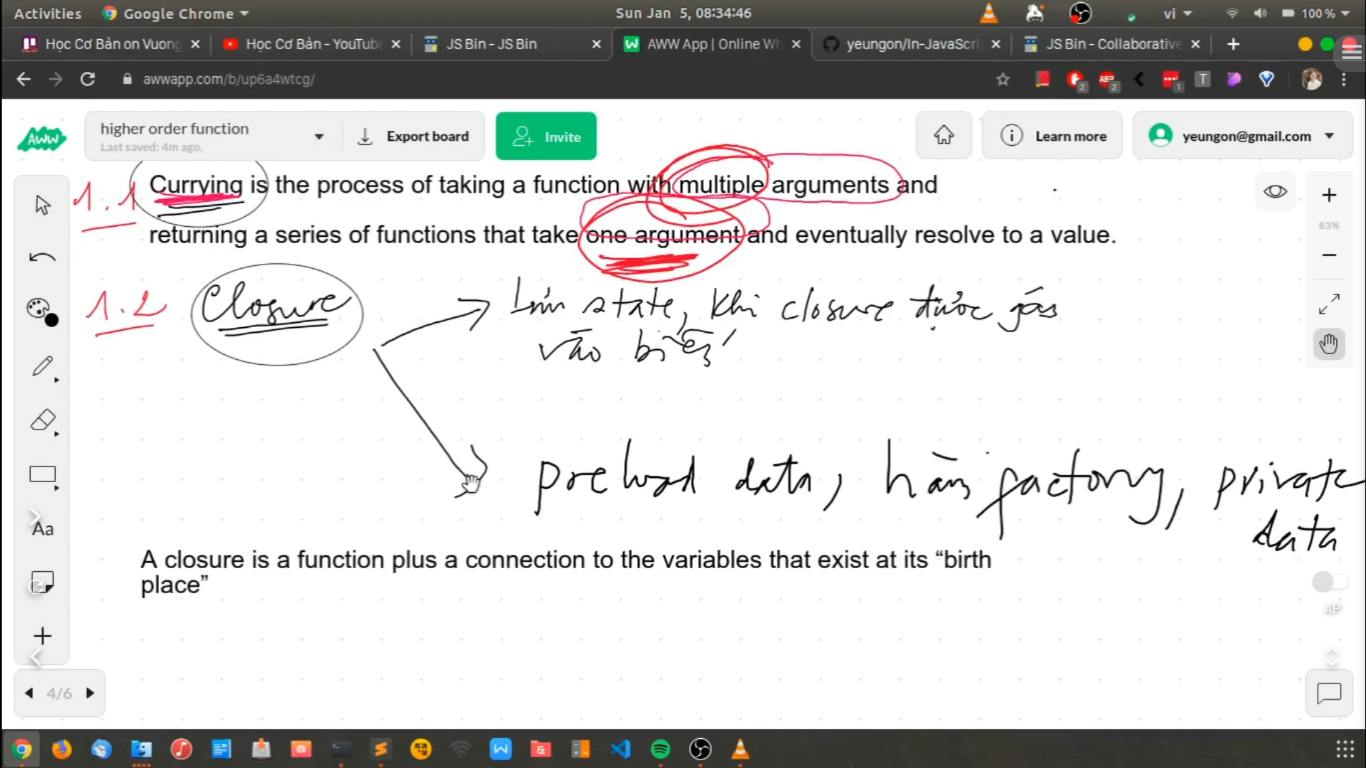 Activities Google Chrome Sun Jan 5, 08:34:46 vi 100 %
Học Cơ Bản on Vuong JS Học Cơ Bản - YouTube JS Bin - JS Bin AWW App | Online Wh yeungon/In-JavaScri JS Bin - Collaborative
awwapp.com/b/up6a4wtcg/
AWW higher order function Export board Invite Learn more yeungon@gmail.com
Last saved: 4m ago.
1.1 Currying is the process of taking a function with multiple arguments and
returning a series of functions that take one argument and eventually resolve to a value.
83%
1.2 Closure state, khi closure được gán
vào biến
preload data, hàm factory, private
data
Aa
A closure is a function plus a connection to the variables that exist at its “birth
place”
AP
4/6